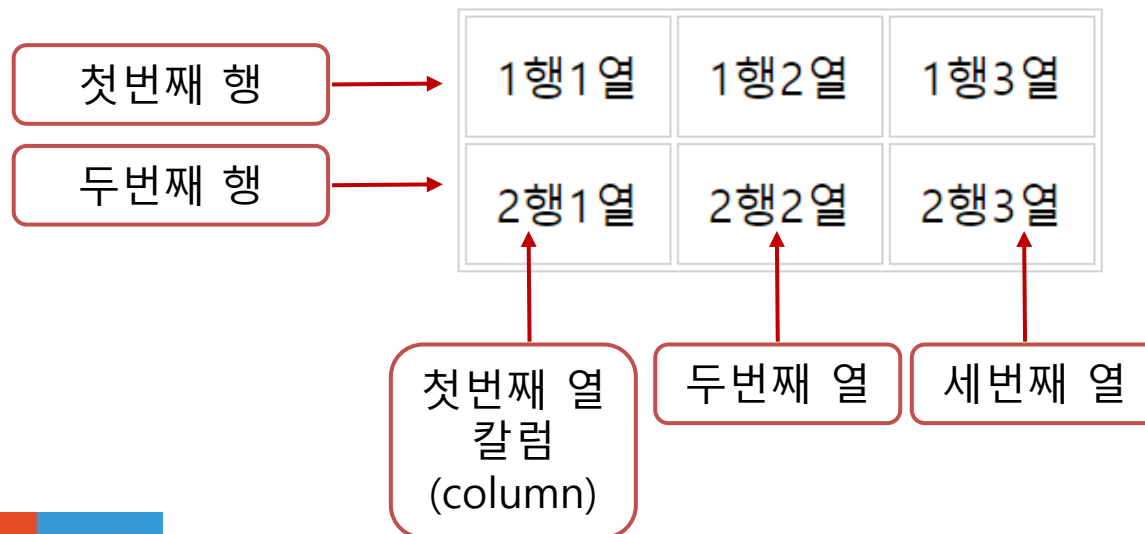 첫번째 행
1행1열
1행2열
1행3열
두번째 행
2행1열
2행2열
2행3열
첫번째 열
칼럼
(column)
두번째 열
세번째 열